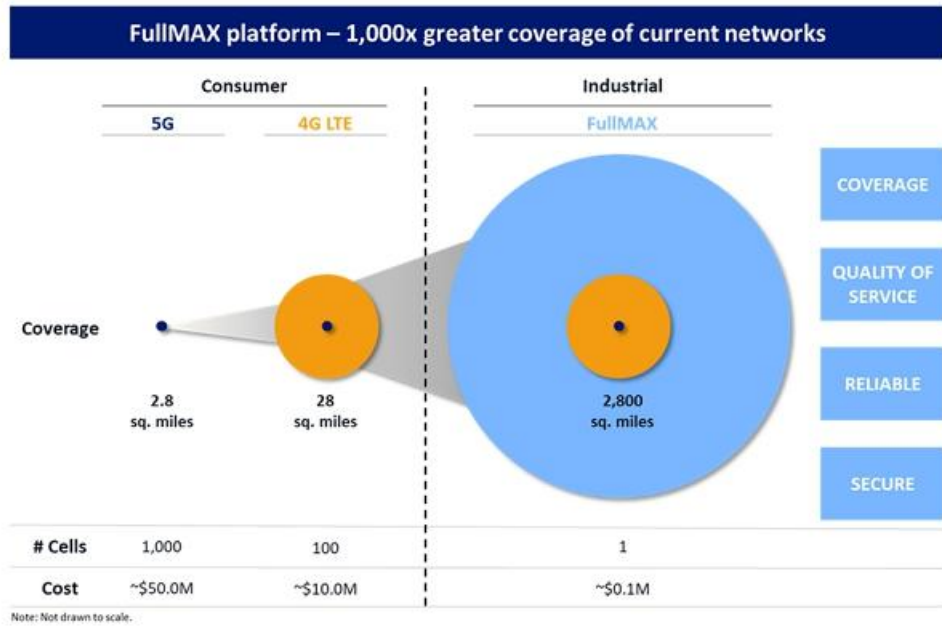 FullMAX platform – 1,000x greater coverage of current networks
Consumer
Industrial
5G
4G LTE
FullMAX
COVERAGE
QUALITY OF
SERVICE
RELIABLE
SECURE
Coverage
2.8
sq. miles
28
sq. miles
2,800
sq. miles
# Cells 1,000 100 1
Cost ~$50.0M ~$10.0M ~$0.1M
Note: Not drawn to scale.